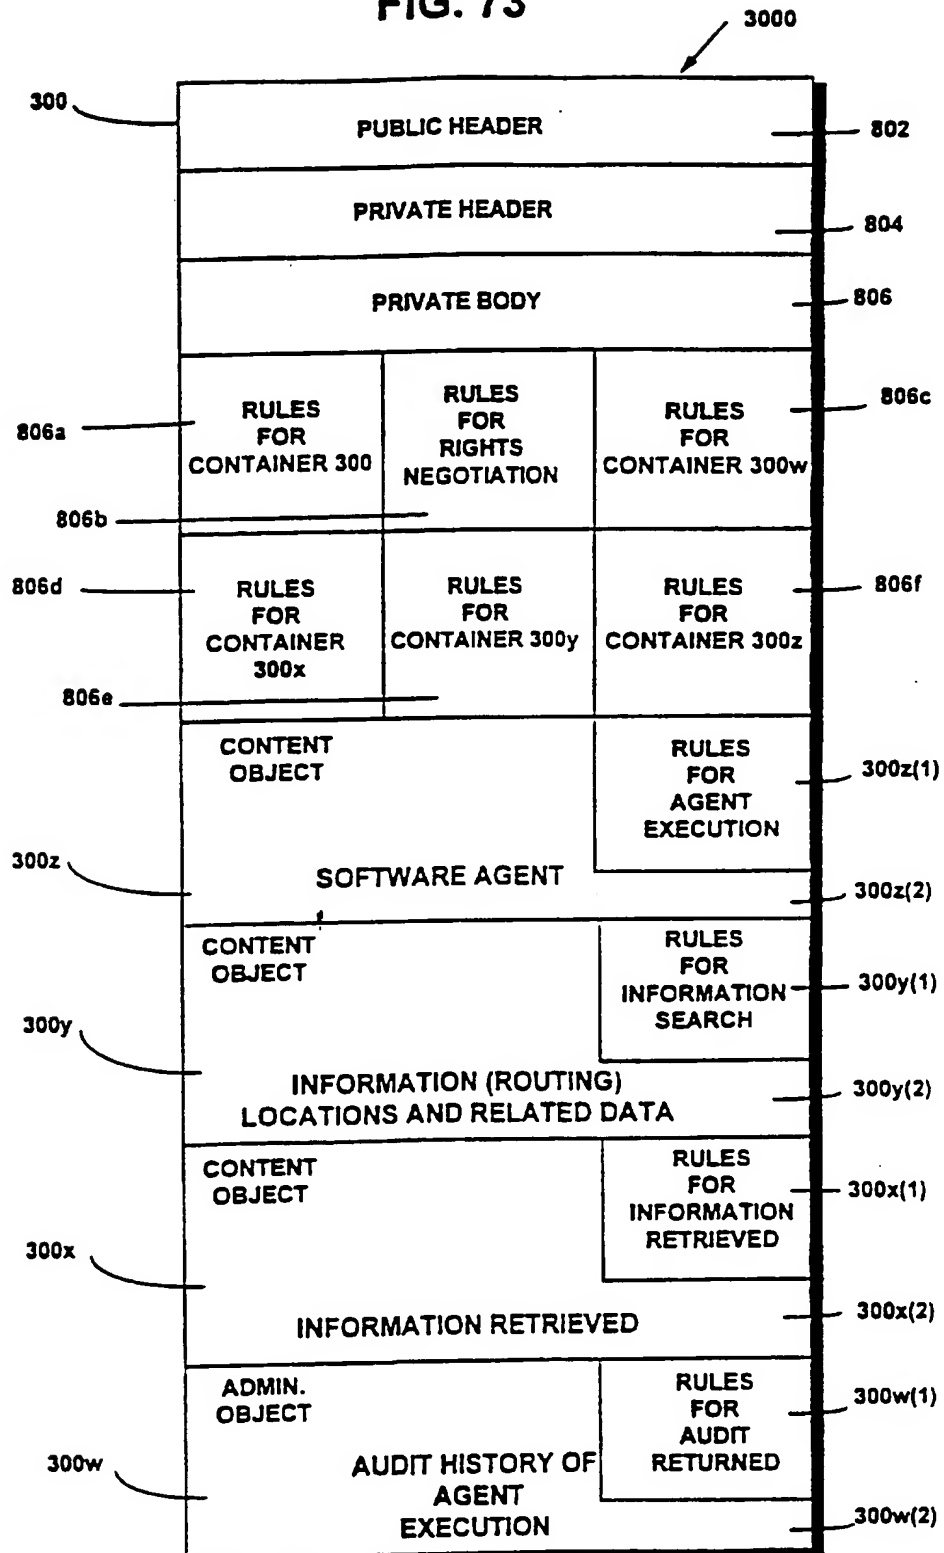 FIG. 73
3000
300
PUBLIC HEADER
802
PRIVATE HEADER
804
PRIVATE BODY
806
806a
RULES
FOR
CONTAINER 300
806b
RULES
FOR
RIGHTS
NEGOTIATION
RULES
FOR
CONTAINER 300w
806c
806d
RULES
FOR
CONTAINER
300x
806e
RULES
FOR
CONTAINER 300y
RULES
FOR
CONTAINER 300z
806f
CONTENT
OBJECT
RULES
FOR
AGENT
EXECUTION
300z(1)
300z
SOFTWARE AGENT
300z(2)
CONTENT
OBJECT
RULES
FOR
INFORMATION
SEARCH
300y(1)
300y
INFORMATION (ROUTING)
LOCATIONS AND RELATED DATA
300y(2)
CONTENT
OBJECT
RULES
FOR
INFORMATION
RETRIEVED
300x(1)
300x
INFORMATION RETRIEVED
300x(2)
ADMIN.
OBJECT
RULES
FOR
AUDIT
RETURNED
300w(1)
300w
AUDIT HISTORY OF
AGENT
EXECUTION
300w(2)